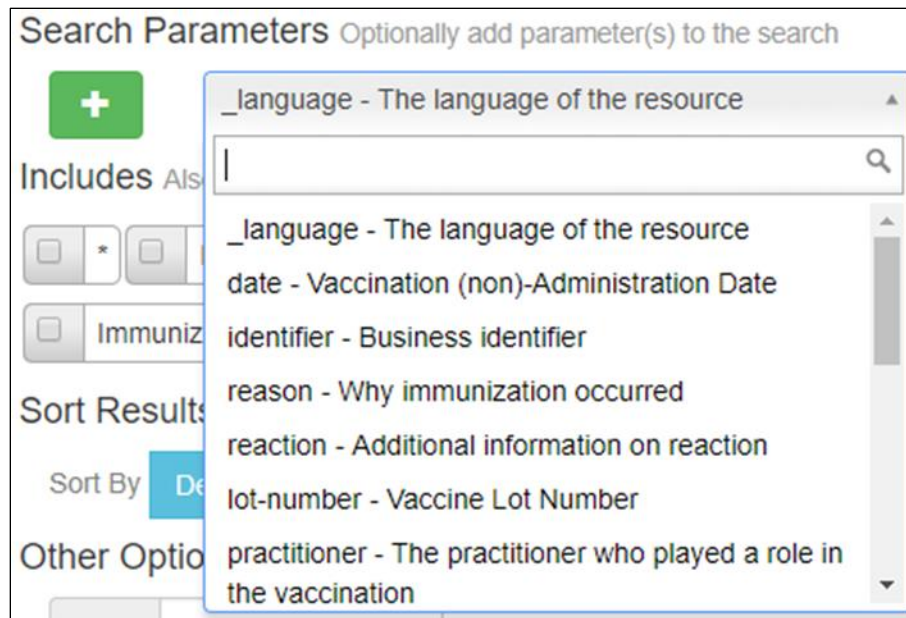 Search Parameters Optionally add parameter(s) to the search
_language - The language of the resource
Includes Als
_language - The language of the resource
*
date - Vaccination (non)-Administration Date
Immuniz
identifier - Business identifier
reason - Why immunization occurred
Sort Results
reaction - Additional information on reaction
Sort By De
lot-number - Vaccine Lot Number
Other Optio
practitioner - The practitioner who played a role in
the vaccination